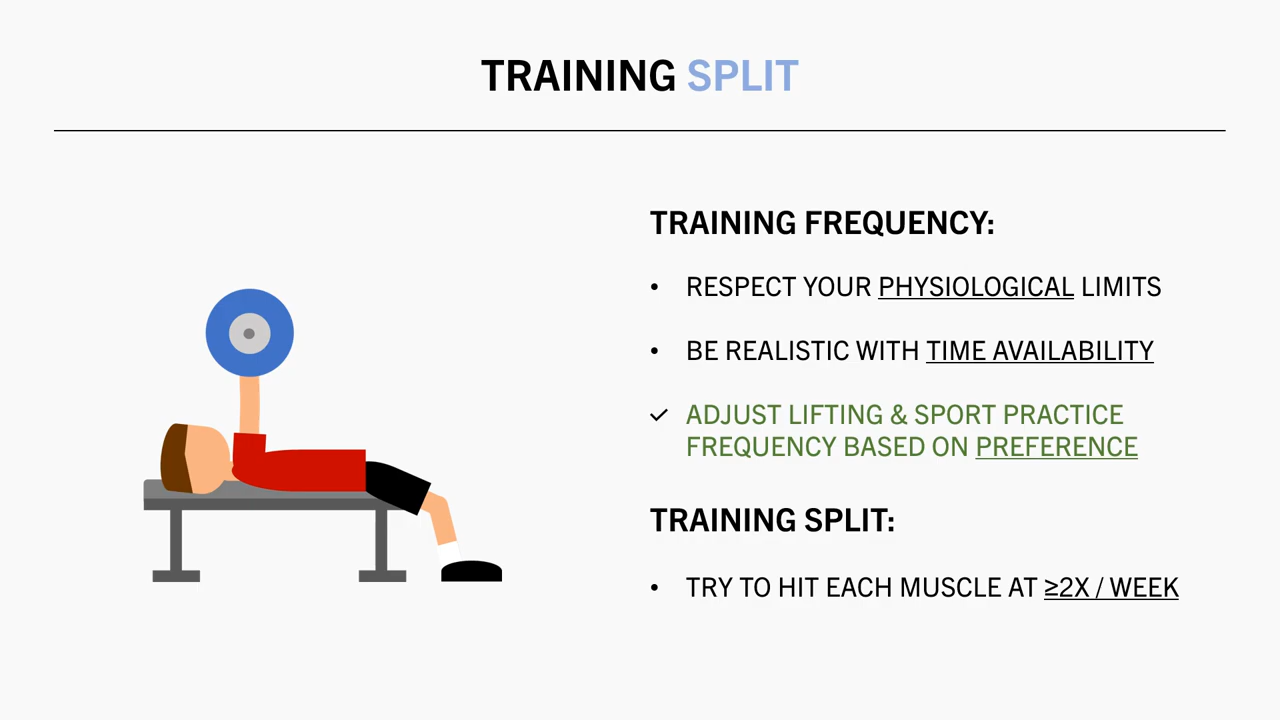 TRAINING SPLIT
TRAINING FREQUENCY:
• RESPECT YOUR PHYSIOLOGICAL LIMITS
• BE REALISTIC WITH TIME AVAILABILITY
✓ ADJUST LIFTING & SPORT PRACTICE
FREQUENCY BASED ON PREFERENCE
TRAINING SPLIT:
• TRY TO HIT EACH MUSCLE AT ≥2X / WEEK